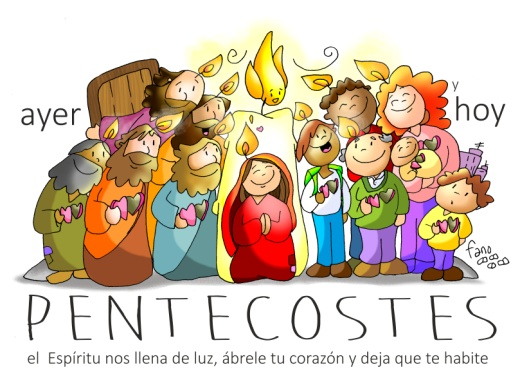 ayer
y
hoy
fano
PENTECOSTES
el Espíritu nos llena de luz, ábrele tu corazón y deja que te habite